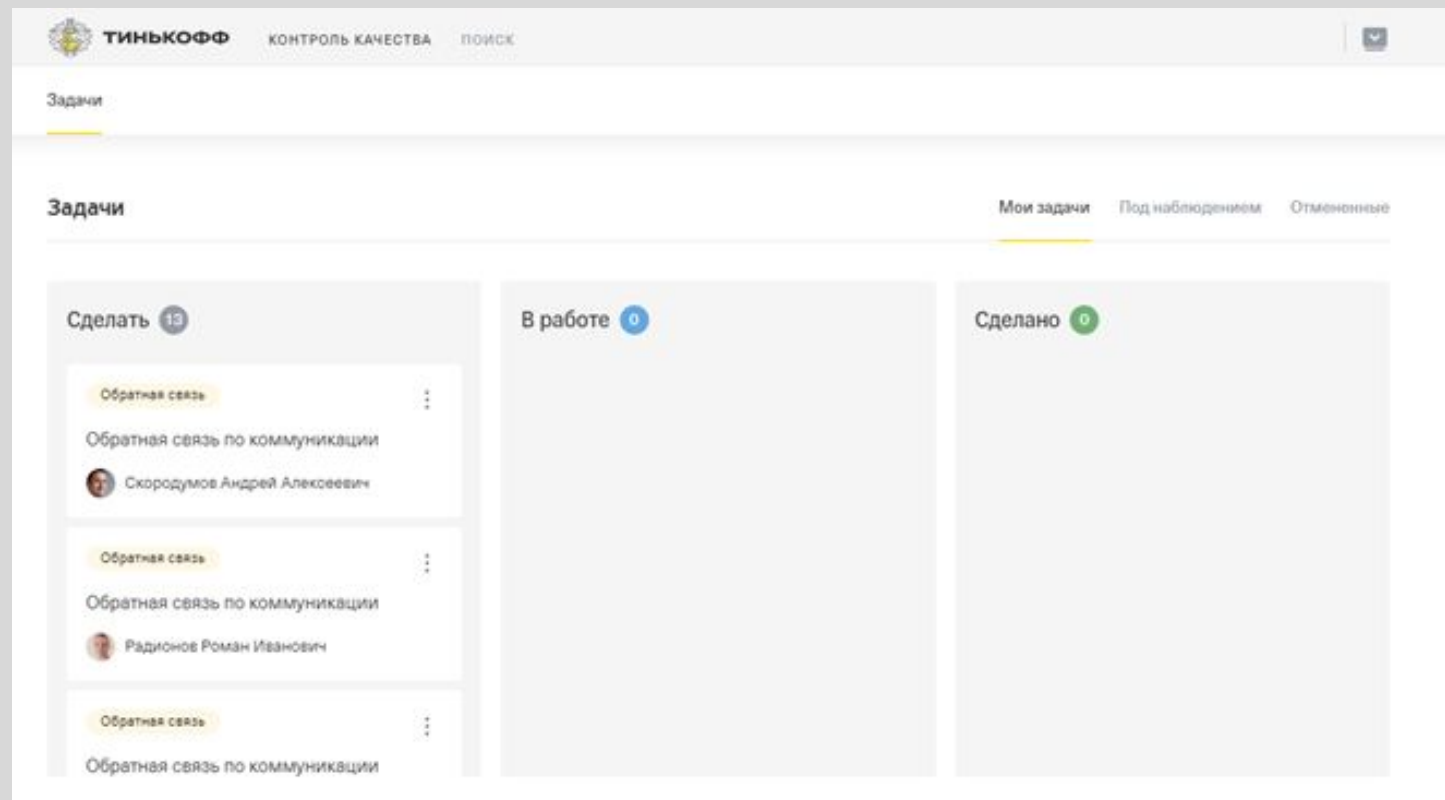 ТИНЬКОФФ КОНТРОЛЬ КАЧЕСТВА ПОИСК
Задачи
Задачи
Мои задачи Под наблюдением Отмененные
Сделать 13
Обратная связь
Обратная связь по коммуникации
Скородумов Андрей Алексеевич
Обратная связь
Обратная связь по коммуникации
Радионов Роман Иванович
Обратная связь
Обратная связь по коммуникации
В работе 0
Сделано 0